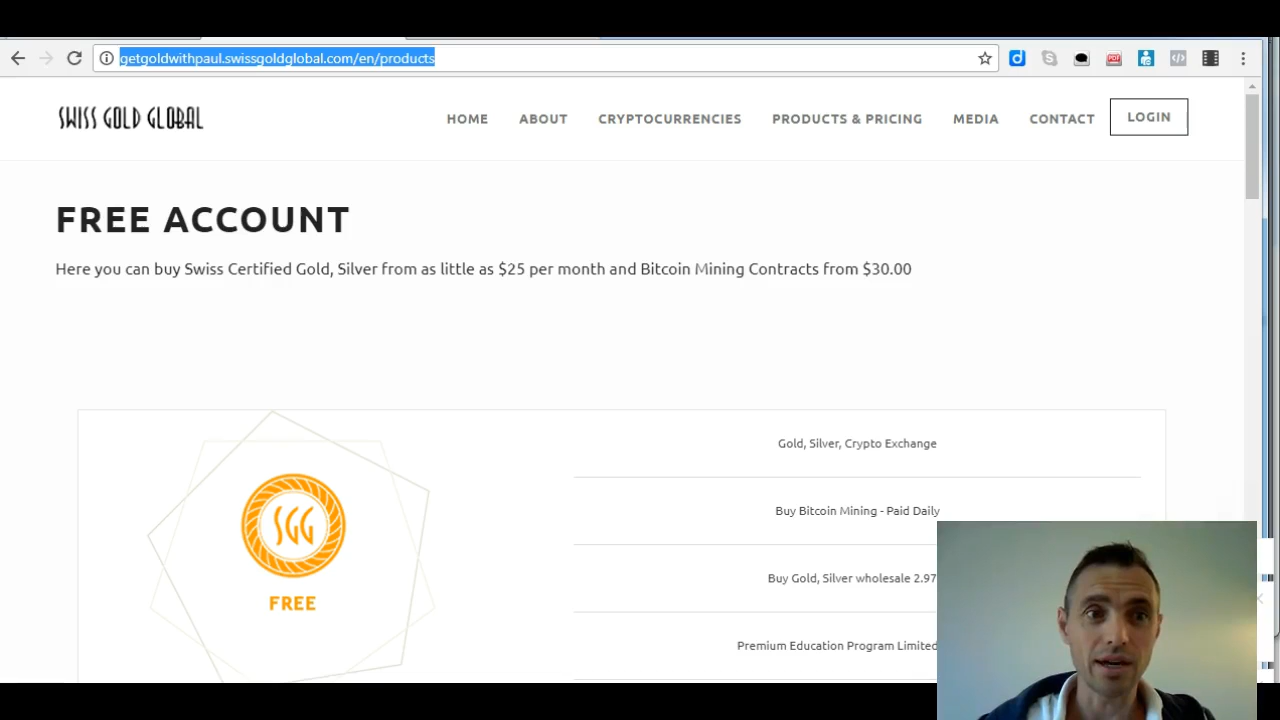 getgoldwithpaul.swissgoldglobal.com/en/products
SWISS GOLD GLOBAL
HOME
ABOUT
CRYPTOCURRENCIES
PRODUCTS & PRICING
MEDIA
CONTACT
LOGIN
FREE ACCOUNT
Here you can buy Swiss Certified Gold, Silver from as little as $25 per month and Bitcoin Mining Contracts from $30.00
Gold, Silver, Crypto Exchange
Buy Bitcoin Mining - Paid Daily
Buy Gold, Silver wholesale 2.97
Premium Education Program Limited
SGG
FREE
PDF